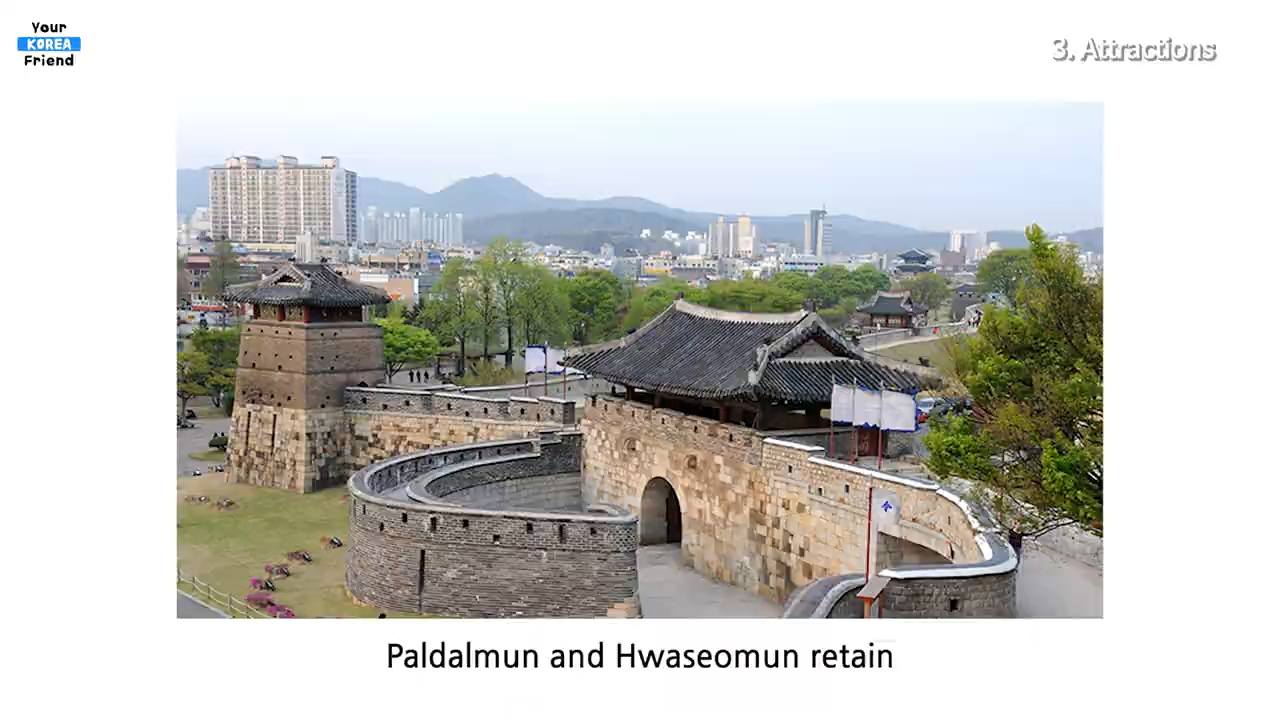 Your
KOREA
Friend
3. Attractions
Paldalmun and Hwaseomun retain